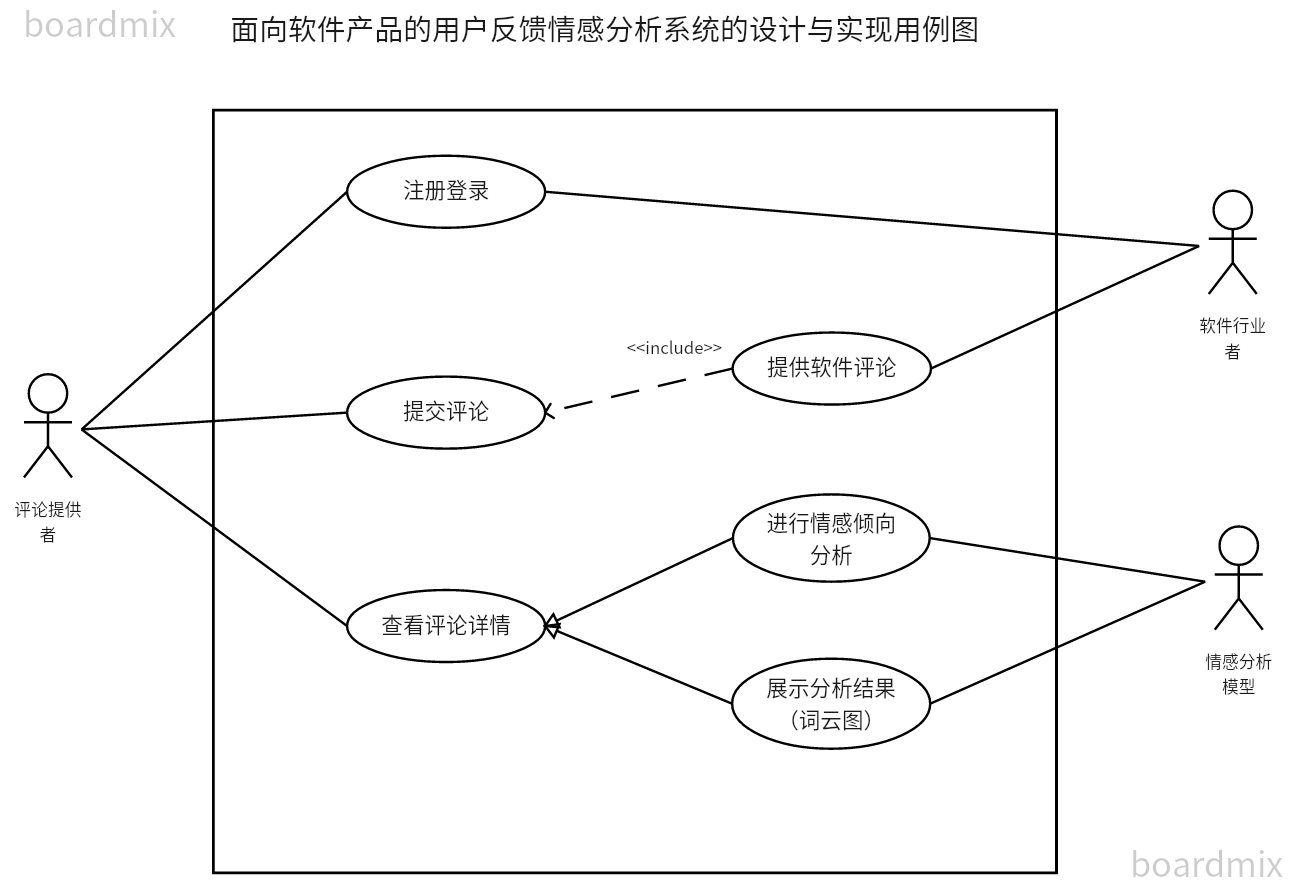 boardmix
面向软件产品的用户反馈情感分析系统的设计与实现用例图
注册登录
软件行业
者
<<include>>
提供软件评论
提交评论
评论提供
者
进行情感倾向
分析
查看评论详情
情感分析
模型
展示分析结果
（词云图）
boardmix